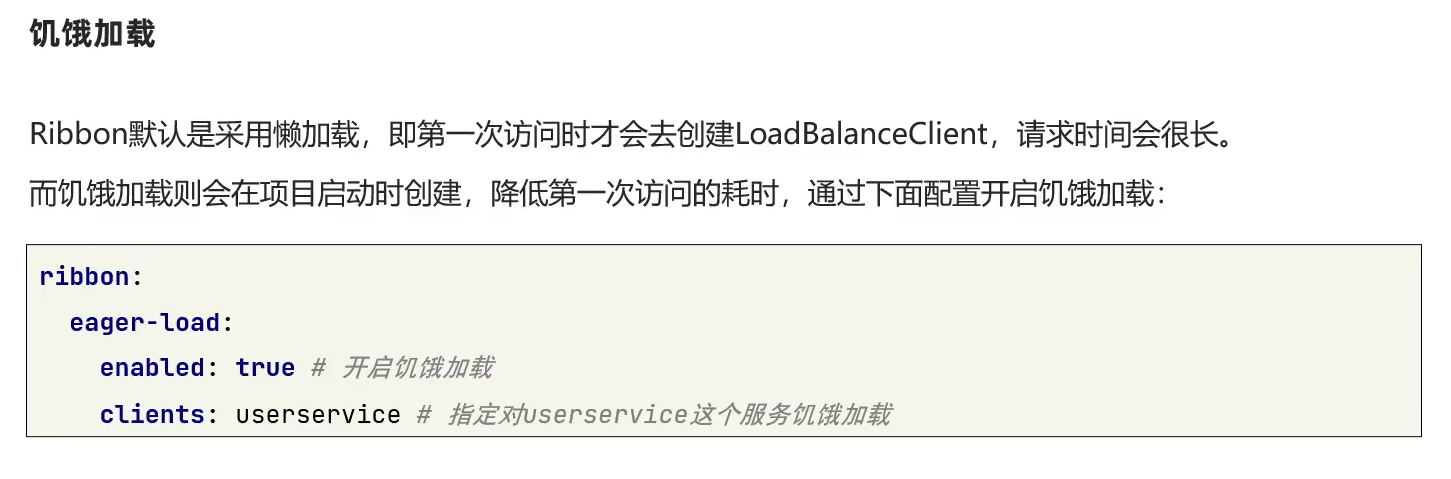 饥饿加载
Ribbon默认是采用懒加载，即第一次访问时才会去创建LoadBalanceClient，请求时间会很长。
而饥饿加载则会在项目启动时创建，降低第一次访问的耗时，通过下面配置开启饥饿加载：
ribbon:
  eager-load:
    enabled: true # 开启饥饿加载
    clients: userservice # 指定对userservice这个服务饥饿加载